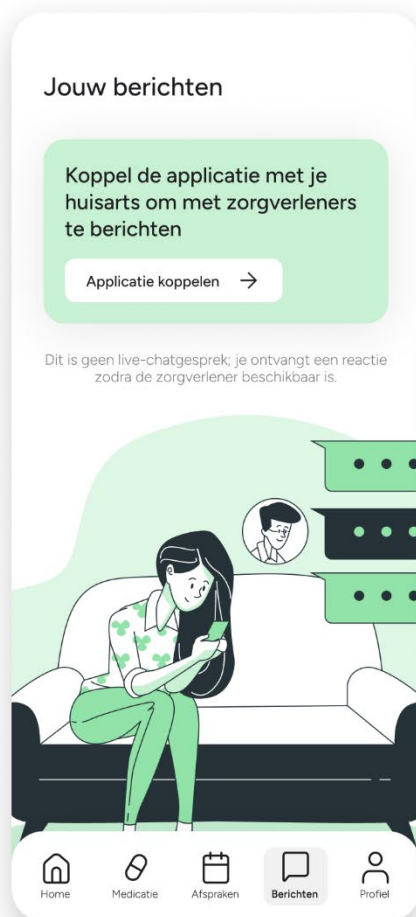 Jouw berichten
Koppel de applicatie met je
huisarts om met zorgverleners
te berichten
Applicatie koppelen
Dit is geen live-chatgesprek; je ontvangt een reactie
zodra de zorgverlener beschikbaar is.
Home Medicatie Afspraken Berichten Profiel